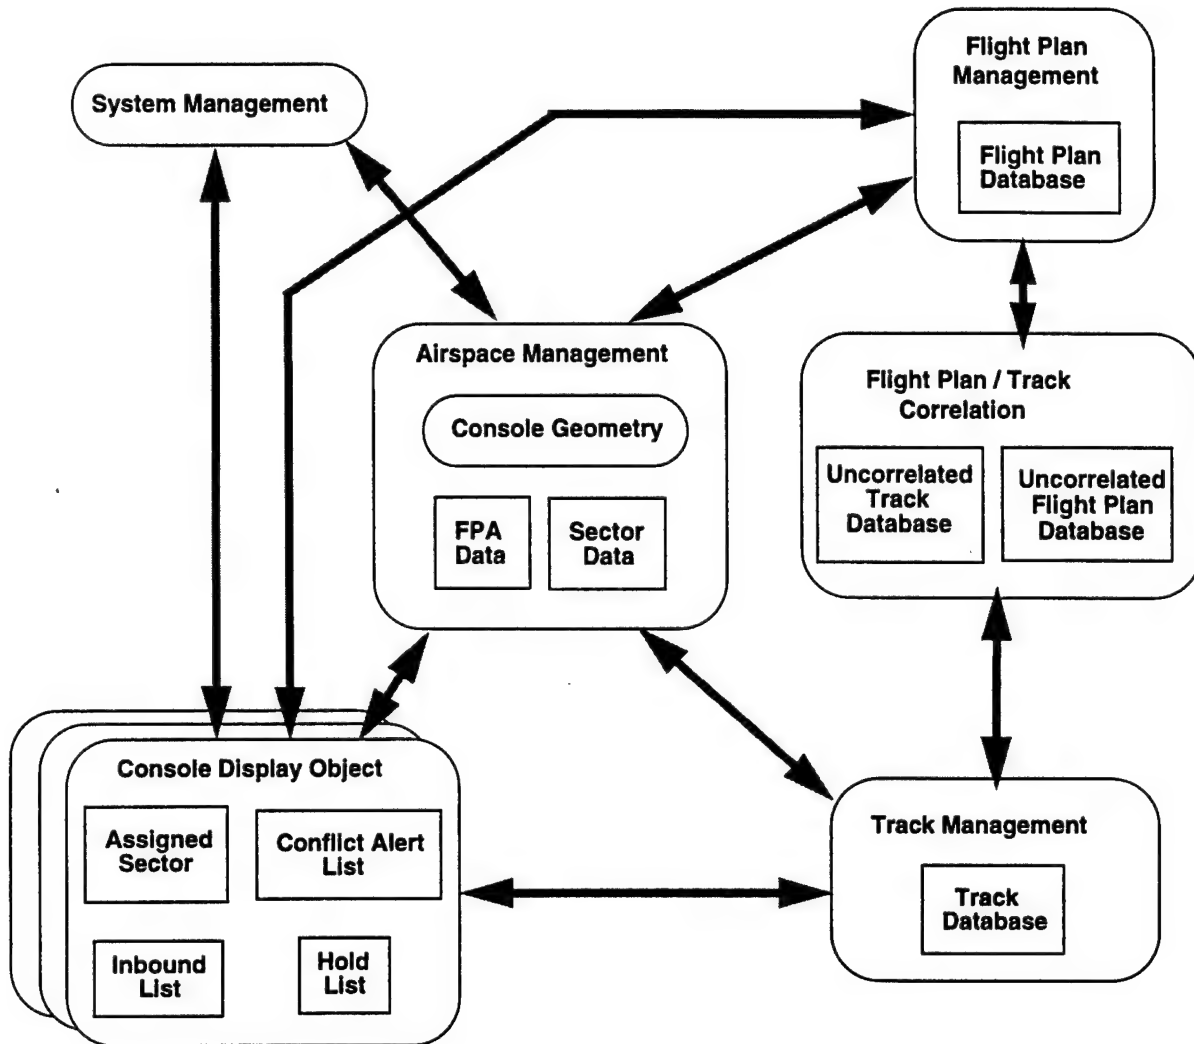 System Management
Flight Plan
Management
Flight Plan
Database
Airspace Management
Console Geometry
FPA
Data
Sector
Data
Flight Plan / Track
Correlation
Uncorrelated
Track
Database
Uncorrelated
Flight Plan
Database
Console Display Object
Assigned
Sector
Conflict Alert
List
Inbound
List
Hold
List
Track Management
Track
Database